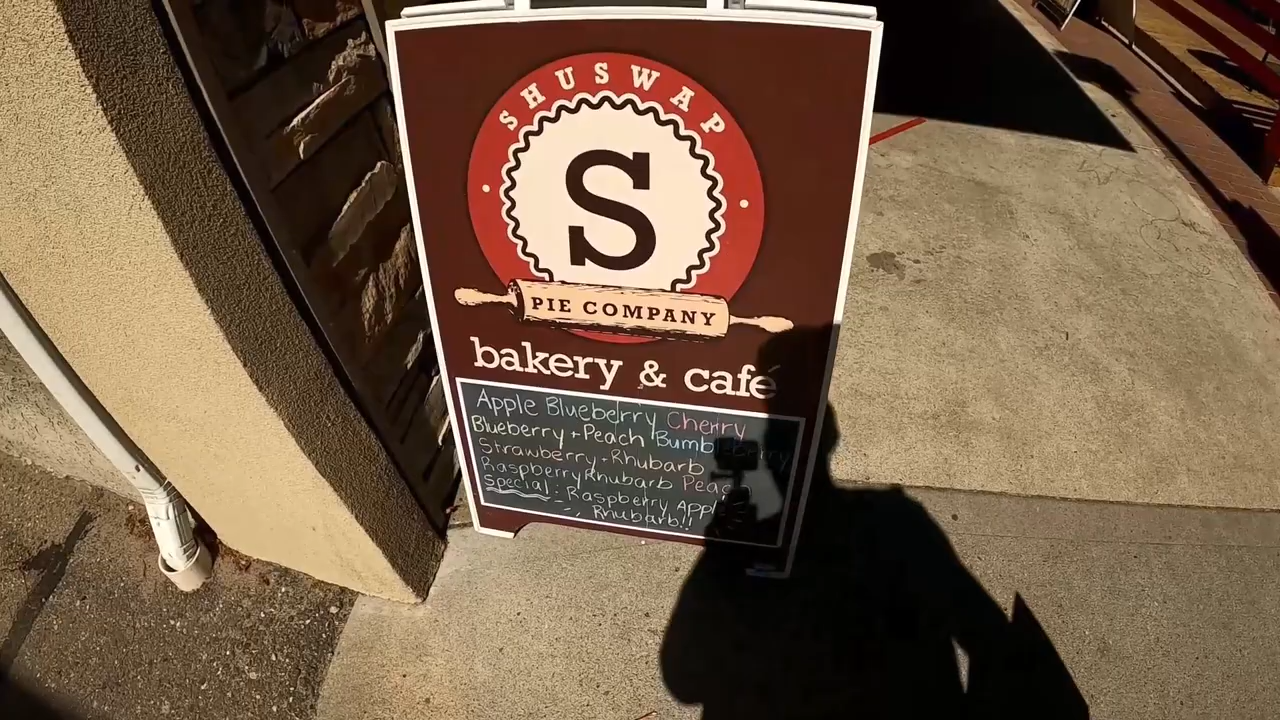 SHUSWAP
S
PIE COMPANY
bakery & café
Apple Blueberry Cherry
Blueberry + Peach Bumbleberry
Strawberry - Rhubarb
Raspberry Rhubarb Peach
Special: Raspberry Apple
Rhubarb!!